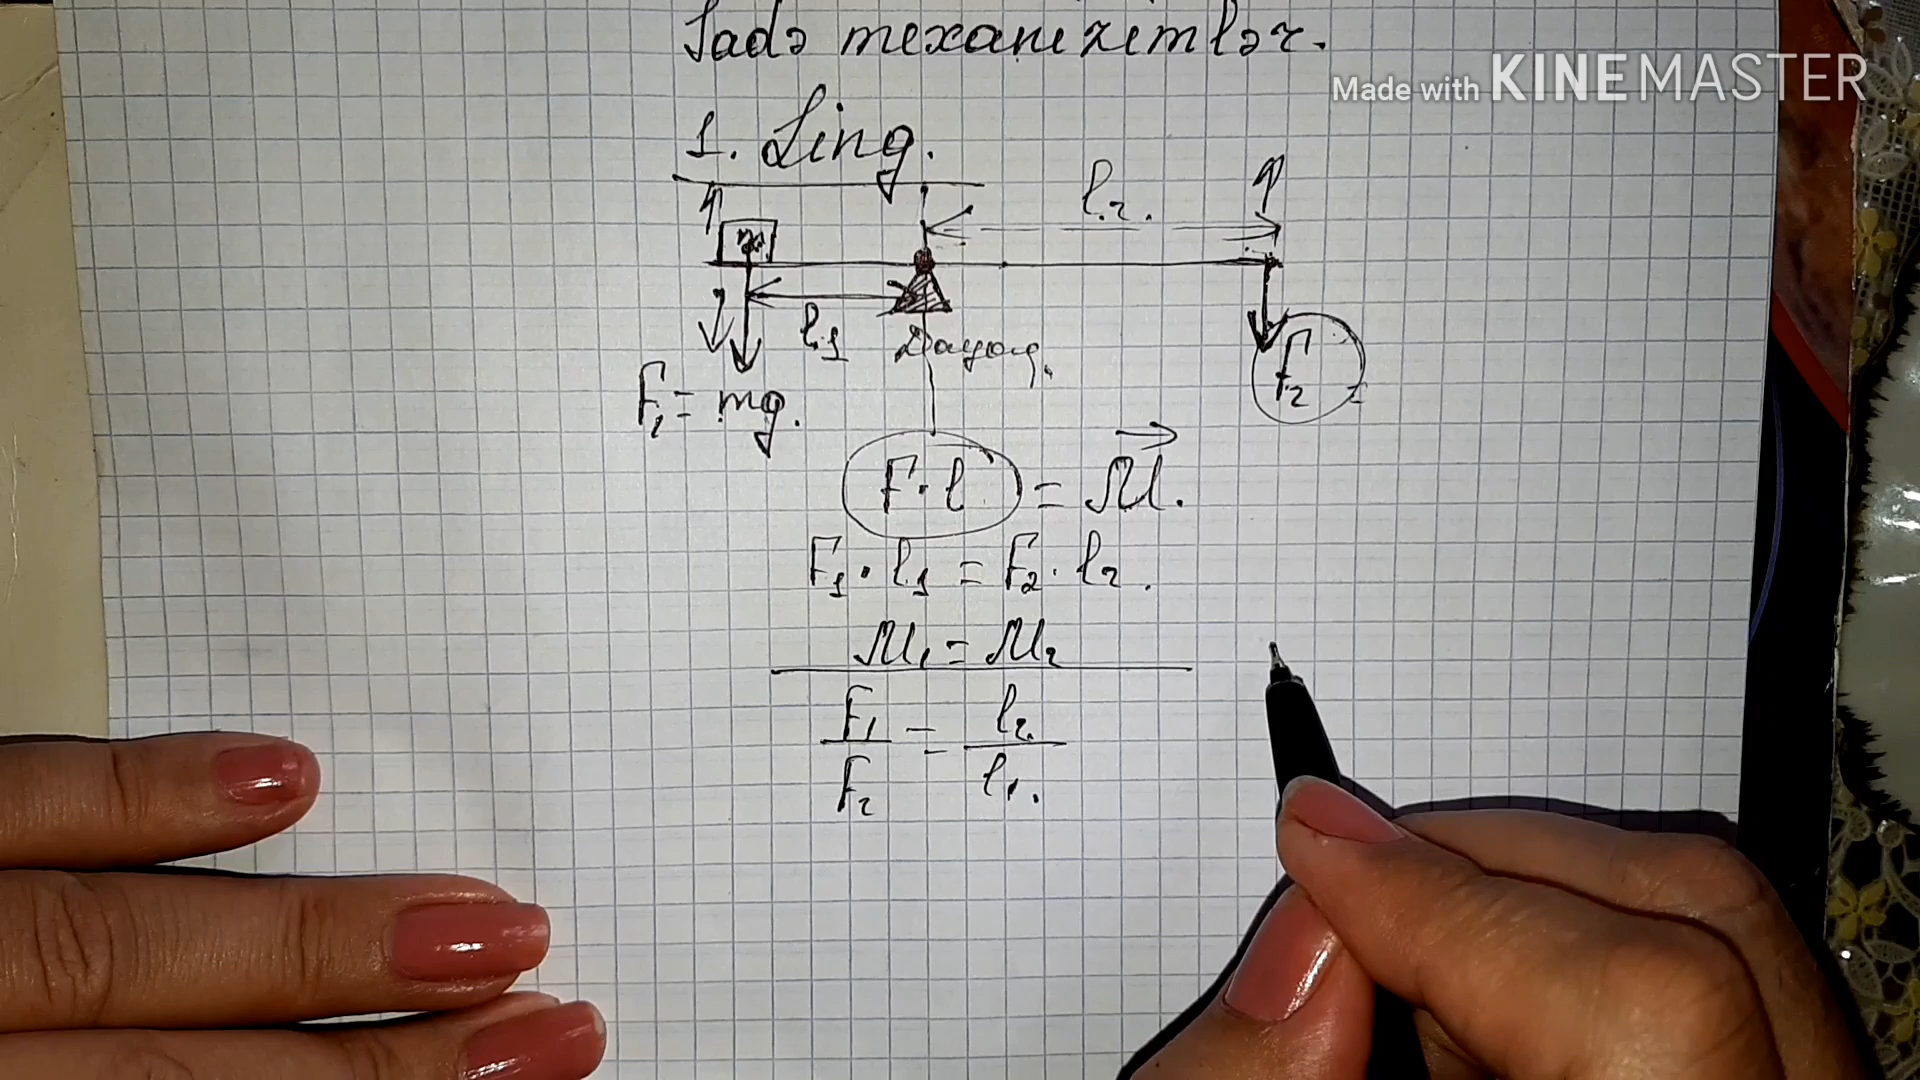 Sadə mexanizimlər.
Made with KINEMASTER
1. Ling.
l₂.
m
l₁
Dayaq.
F₁ = mg.
F₂ =
F · l = M⃗.
F₁ · l₁ = F₂ · l₂.
M₁ = M₂
F₁/F₂ = l₂/l₁.